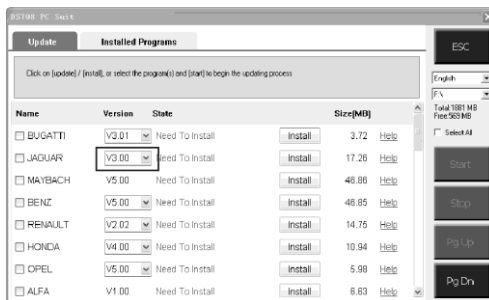 DS708 PC Suit
Update
Installed Programs
ESC
Click on [update] / [install], or select the program(s) and [start] to begin the updating process
English
F:\
Total:1881 MB
Free:563 MB
Select All
Name Version State Size(MB)
BUGATTI V3.01 Need To Install Install 3.72 Help
JAGUAR V3.00 Need To Install Install 17.26 Help
MAYBACH V5.00 Need To Install Install 46.86 Help
BENZ V5.00 Need To Install Install 46.85 Help
RENAULT V2.02 Need To Install Install 14.75 Help
HONDA V4.00 Need To Install Install 10.94 Help
OPEL V5.00 Need To Install Install 5.98 Help
ALFA V1.00 Need To Install Install 6.63 Help
Start
Stop
Pg Up
Pg Dn